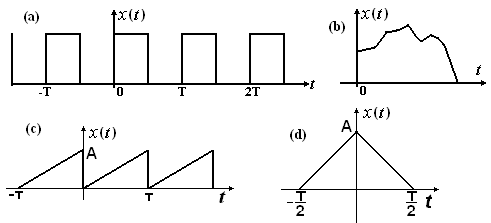 (a) x(t)
-T 0 T 2T t
(b) x(t)
0 t
(c) x(t)
A
-T T t
(d) x(t)
A
-T/2 T/2 t